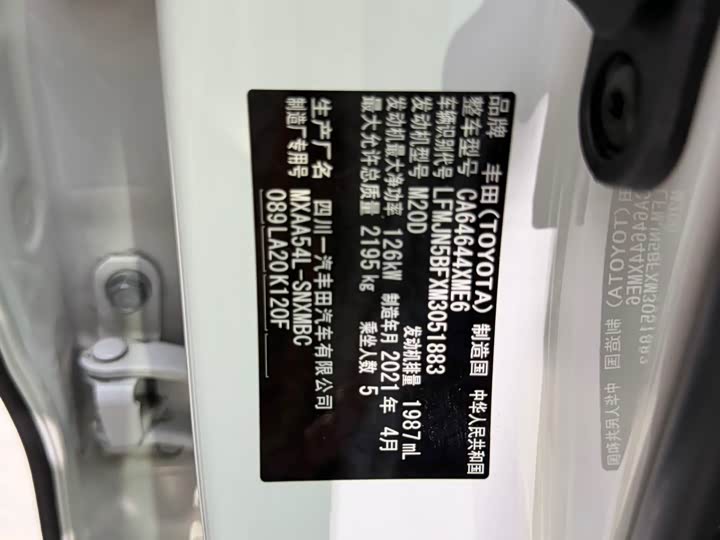 品牌 丰田(TOYOTA) 制造国 中华人民共和国
整车型号 CA64644XME6
车辆识别代号 LFMJN5BFXM3051883
发动机型号 M20D 发动机排量 1987mL
发动机最大净功率 126kW 制造年月 2021年 4月
最大允许总质量 2195kg 乘坐人数 5
生产厂名 四川一汽丰田汽车有限公司
制造厂专用号 MXAA54L-SNXMBC
089LA20K120F